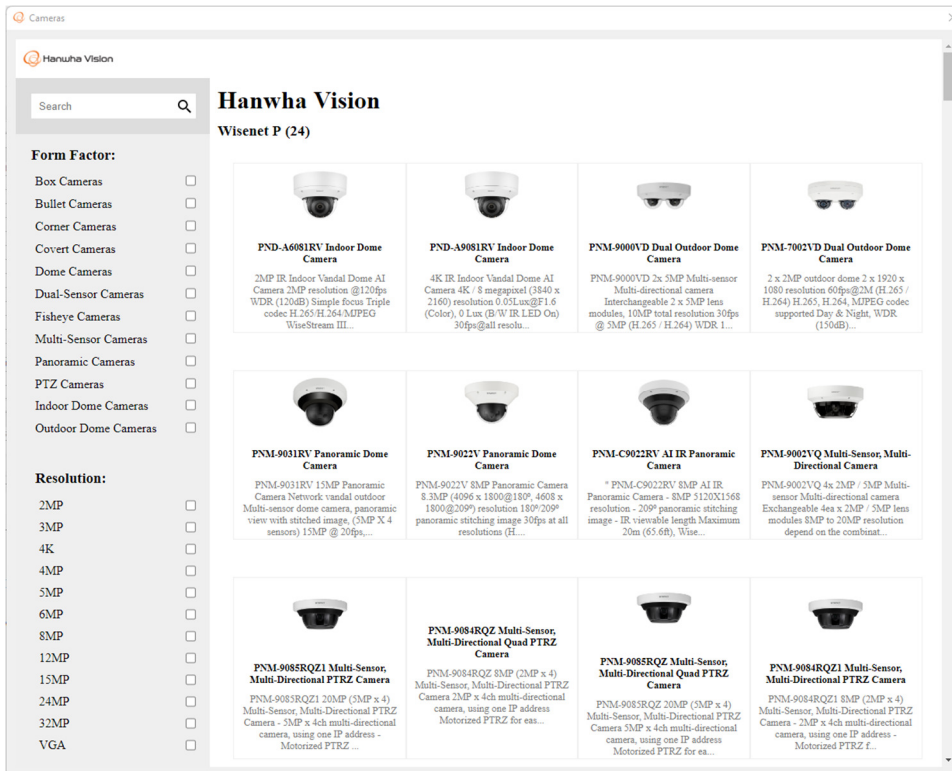 Cameras
Hanwha Vision
Search
Form Factor:
Box Cameras
Bullet Cameras
Corner Cameras
Covert Cameras
Dome Cameras
Dual-Sensor Cameras
Fisheye Cameras
Multi-Sensor Cameras
Panoramic Cameras
PTZ Cameras
Indoor Dome Cameras
Outdoor Dome Cameras
Resolution:
2MP
3MP
4K
4MP
5MP
6MP
8MP
12MP
15MP
24MP
32MP
VGA
Hanwha Vision
Wisenet P (24)
PND-A6081RV Indoor Dome
Camera
2MP IR Indoor Vandal Dome AI
Camera 2MP resolution @120fps
WDR (120dB) Simple focus Triple
codec H.265/H.264/MJPEG
WiseStream III...
PND-A9081RV Indoor Dome
Camera
4K IR Indoor Vandal Dome AI
Camera 4K / 8 megapixel (3840 x
2160) resolution 0.05Lux@F1.6
(Color), 0 Lux (B/W IR LED On)
30fps@all resolu...
PNM-9000VD Dual Outdoor Dome
Camera
PNM-9000VD 2x 5MP Multi-sensor
Multi-directional camera
Interchangeable 2 x 5MP lens
modules, 10MP total resolution 30fps
@ 5MP (H.265 / H.264) WDR 1...
PNM-7002VD Dual Outdoor Dome
Camera
2 x 2MP outdoor dome 2 x 1920 x
1080 resolution 60fps@2M (H.265 /
H.264) H.265, H.264, MJPEG codec
supported Day & Night, WDR
(150dB)...
PNM-9031RV Panoramic Dome
Camera
PNM-9031RV 15MP Panoramic
Camera Network vandal outdoor
Multi-sensor dome camera, panoramic
view with stitched image, (5MP X 4
sensors) 15MP @ 20fps,...
PNM-9022V Panoramic Dome
Camera
PNM-9022V 8MP Panoramic Camera
8.3MP (4096 x 1800@180º, 4608 x
1800@209º) resolution 180º/209º
panoramic stitching image 30fps at all
resolutions (H....
PNM-C9022RV AI IR Panoramic
Camera
" PNM-C9022RV 8MP AI IR
Panoramic Camera - 8MP 5120X1568
resolution - 209º panoramic stitching
image - IR viewable length Maximum
20m (65.6ft), Wise...
PNM-9002VQ Multi-Sensor, Multi-
Directional Camera
PNM-9002VQ 4x 2MP / 5MP Multi-
sensor Multi-directional camera
Exchangeable 4ea x 2MP / 5MP lens
modules 8MP to 20MP resolution
depend on the combinat...
PNM-9085RQZ1 Multi-Sensor,
Multi-Directional PTRZ Camera
PNM-9085RQZ1 20MP (5MP x 4)
Multi-Sensor, Multi-Directional PTRZ
Camera - 5MP x 4ch multi-directional
camera, using one IP address -
Motorized PTRZ ...
PNM-9084RQZ Multi-Sensor,
Multi-Directional Quad PTRZ
Camera
PNM-9084RQZ 8MP (2MP x 4)
Multi-Sensor, Multi-Directional PTRZ
Camera 2MP x 4ch multi-directional
camera, using one IP address
Motorized PTRZ for eas...
PNM-9085RQZ Multi-Sensor,
Multi-Directional Quad PTRZ
Camera
PNM-9085RQZ 20MP (5MP x 4)
Multi-Sensor, Multi-Directional PTRZ
Camera 5MP x 4ch multi-directional
camera, using one IP address
Motorized PTRZ for ea...
PNM-9084RQZ1 Multi-Sensor,
Multi-Directional PTRZ Camera
PNM-9084RQZ1 8MP (2MP x 4)
Multi-Sensor, Multi-Directional PTRZ
Camera - 2MP x 4ch multi-directional
camera, using one IP address -
Motorized PTRZ f...